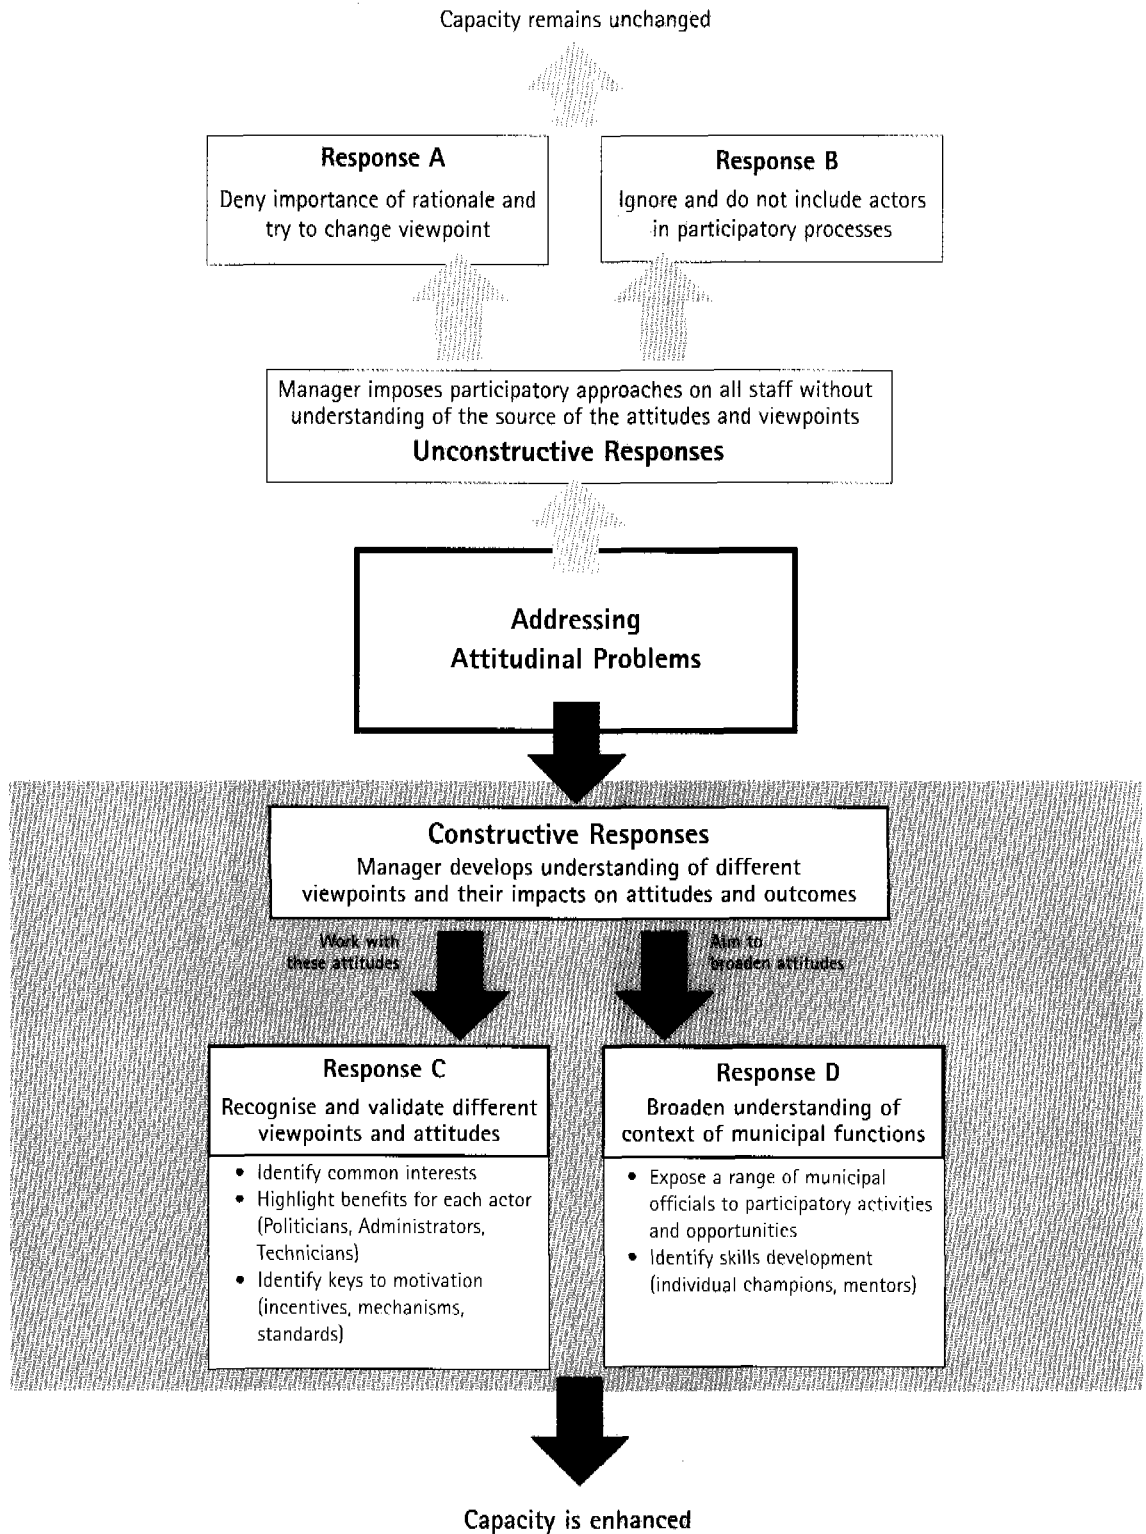 Capacity remains unchanged
Response A
Deny importance of rationale and
try to change viewpoint
Response B
Ignore and do not include actors
in participatory processes
Manager imposes participatory approaches on all staff without
understanding of the source of the attitudes and viewpoints
Unconstructive Responses
Addressing
Attitudinal Problems
Constructive Responses
Manager develops understanding of different
viewpoints and their impacts on attitudes and outcomes
Work with
these attitudes
Aim to
broaden attitudes
Response C
Recognise and validate different
viewpoints and attitudes
• Identify common interests
• Highlight benefits for each actor
(Politicians, Administrators,
Technicians)
• Identify keys to motivation
(incentives, mechanisms,
standards)
Response D
Broaden understanding of
context of municipal functions
• Expose a range of municipal
officials to participatory activities
and opportunities
• Identify skills development
(individual champions, mentors)
Capacity is enhanced